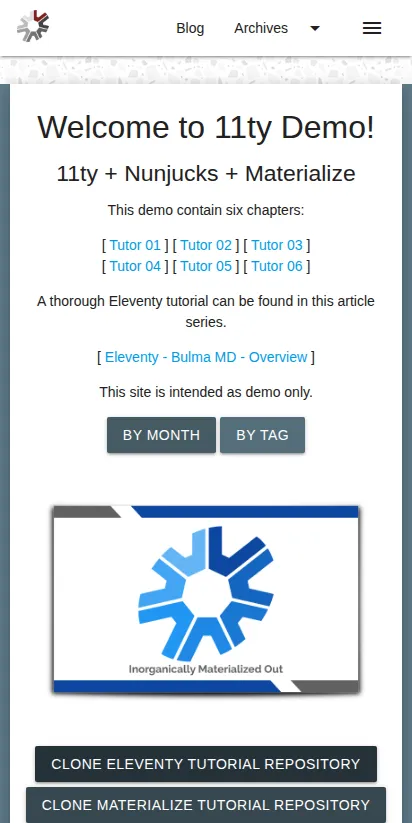 Blog Archives
Welcome to 11ty Demo!
11ty + Nunjucks + Materialize
This demo contain six chapters:
[ Tutor 01 ] [ Tutor 02 ] [ Tutor 03 ]
[ Tutor 04 ] [ Tutor 05 ] [ Tutor 06 ]
A thorough Eleventy tutorial can be found in this article
series.
[ Eleventy - Bulma MD - Overview ]
This site is intended as demo only.
BY MONTH BY TAG
Inorganically Materialized Out
CLONE ELEVENTY TUTORIAL REPOSITORY
CLONE MATERIALIZE TUTORIAL REPOSITORY